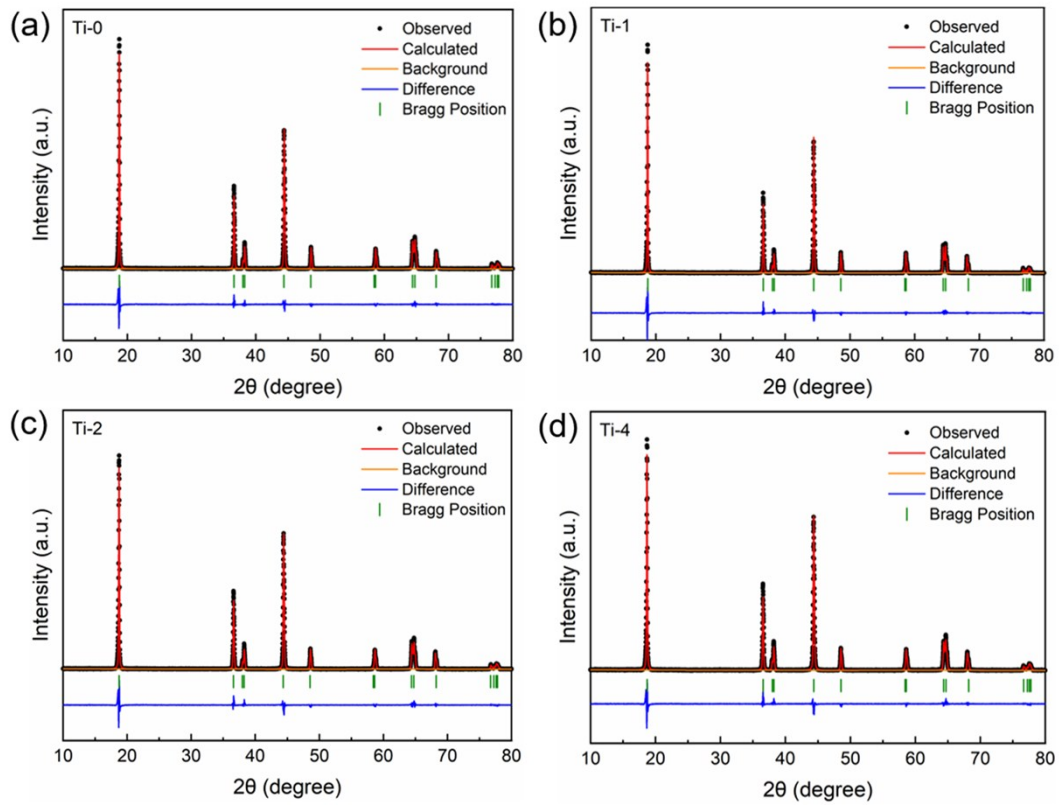 (a)
Ti-0
Observed
Calculated
Background
Difference
Bragg Position
Intensity (a.u.)
10 20 30 40 50 60 70 80
2θ (degree)
(b)
Ti-1
Observed
Calculated
Background
Difference
Bragg Position
Intensity (a.u.)
10 20 30 40 50 60 70 80
2θ (degree)
(c)
Ti-2
Observed
Calculated
Background
Difference
Bragg Position
Intensity (a.u.)
10 20 30 40 50 60 70 80
2θ (degree)
(d)
Ti-4
Observed
Calculated
Background
Difference
Bragg Position
Intensity (a.u.)
10 20 30 40 50 60 70 80
2θ (degree)